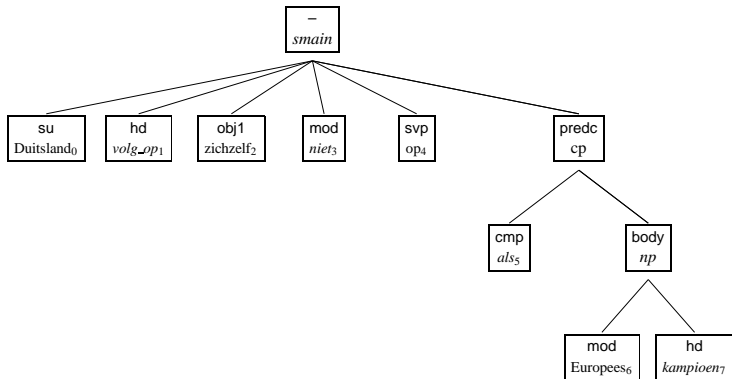 –
smain
su hd obj1 mod svp predc
Duitsland0 volg_op1 zichzelf2 niet3 op4 cp
cmp body
als5 np
mod hd
Europees6 kampioen7